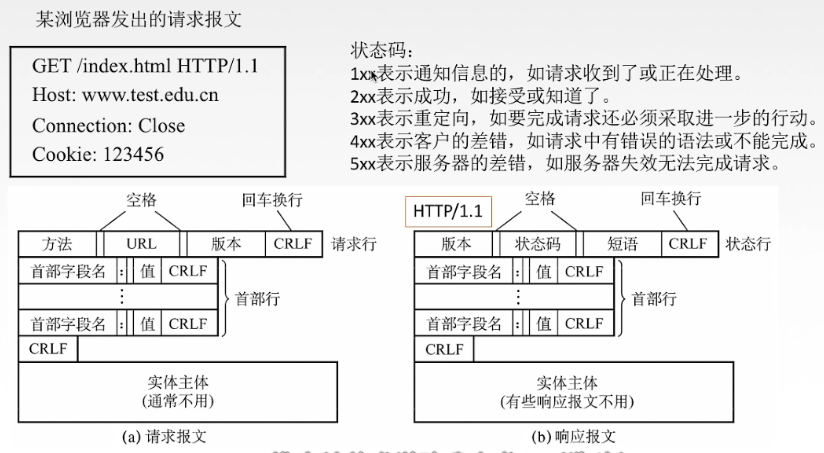 某浏览器发出的请求报文
GET /index.html HTTP/1.1
Host: www.test.edu.cn
Connection: Close
Cookie: 123456
状态码：
1xx表示通知信息的，如请求收到了或正在处理。
2xx表示成功，如接受或知道了。
3xx表示重定向，如要完成请求还必须采取进一步的行动。
4xx表示客户的差错，如请求中有错误的语法或不能完成。
5xx表示服务器的差错，如服务器失效无法完成请求。
空格 回车换行
方法 URL 版本 CRLF 请求行
首部字段名 : 值 CRLF
⋮ 首部行
首部字段名 : 值 CRLF
CRLF
实体主体
(通常不用)
(a) 请求报文
HTTP/1.1 空格 回车换行
版本 状态码 短语 CRLF 状态行
首部字段名 : 值 CRLF
⋮ 首部行
首部字段名 : 值 CRLF
CRLF
实体主体
(有些响应报文不用)
(b) 响应报文